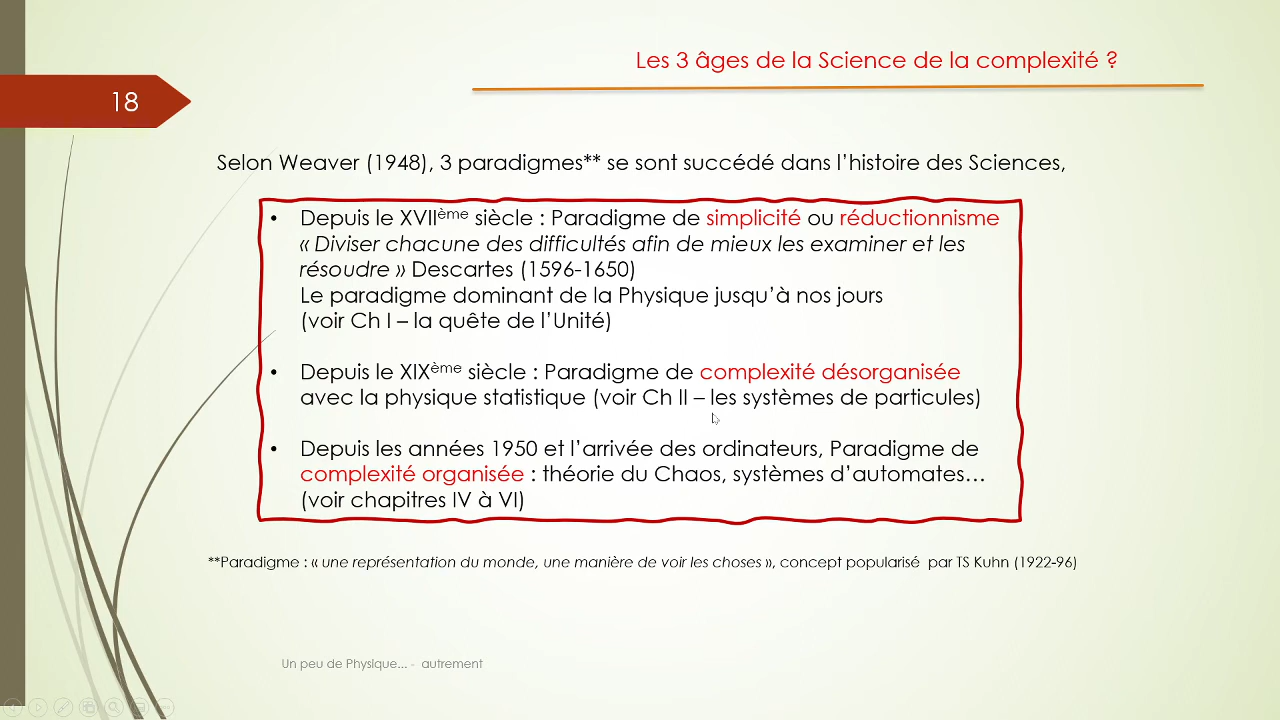 Les 3 âges de la Science de la complexité ?
18
Selon Weaver (1948), 3 paradigmes** se sont succédé dans l’histoire des Sciences,
• Depuis le XVIIème siècle : Paradigme de simplicité ou réductionnisme
« Diviser chacune des difficultés afin de mieux les examiner et les
résoudre » Descartes (1596-1650)
Le paradigme dominant de la Physique jusqu’à nos jours
(voir Ch I – la quête de l’Unité)
• Depuis le XIXème siècle : Paradigme de complexité désorganisée
avec la physique statistique (voir Ch II – les systèmes de particules)
• Depuis les années 1950 et l’arrivée des ordinateurs, Paradigme de
complexité organisée : théorie du Chaos, systèmes d’automates…
(voir chapitres IV à VI)
**Paradigme : « une représentation du monde, une manière de voir les choses », concept popularisé par TS Kuhn (1922-96)
Un peu de Physique... - autrement